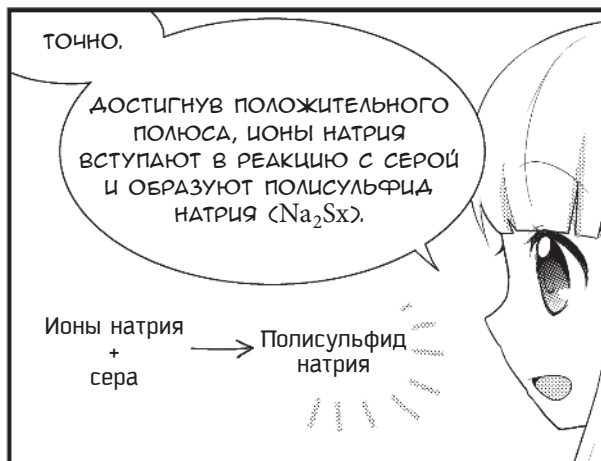 ТОЧНО.
ДОСТИГНУВ ПОЛОЖИТЕЛЬНОГО
ПОЛЮСА, ИОНЫ НАТРИЯ
ВСТУПАЮТ В РЕАКЦИЮ С СЕРОЙ
И ОБРАЗУЮТ ПОЛИСУЛЬФИД
НАТРИЯ (Na₂Sx).
Ионы натрия
+
сера
→
Полисульфид
натрия